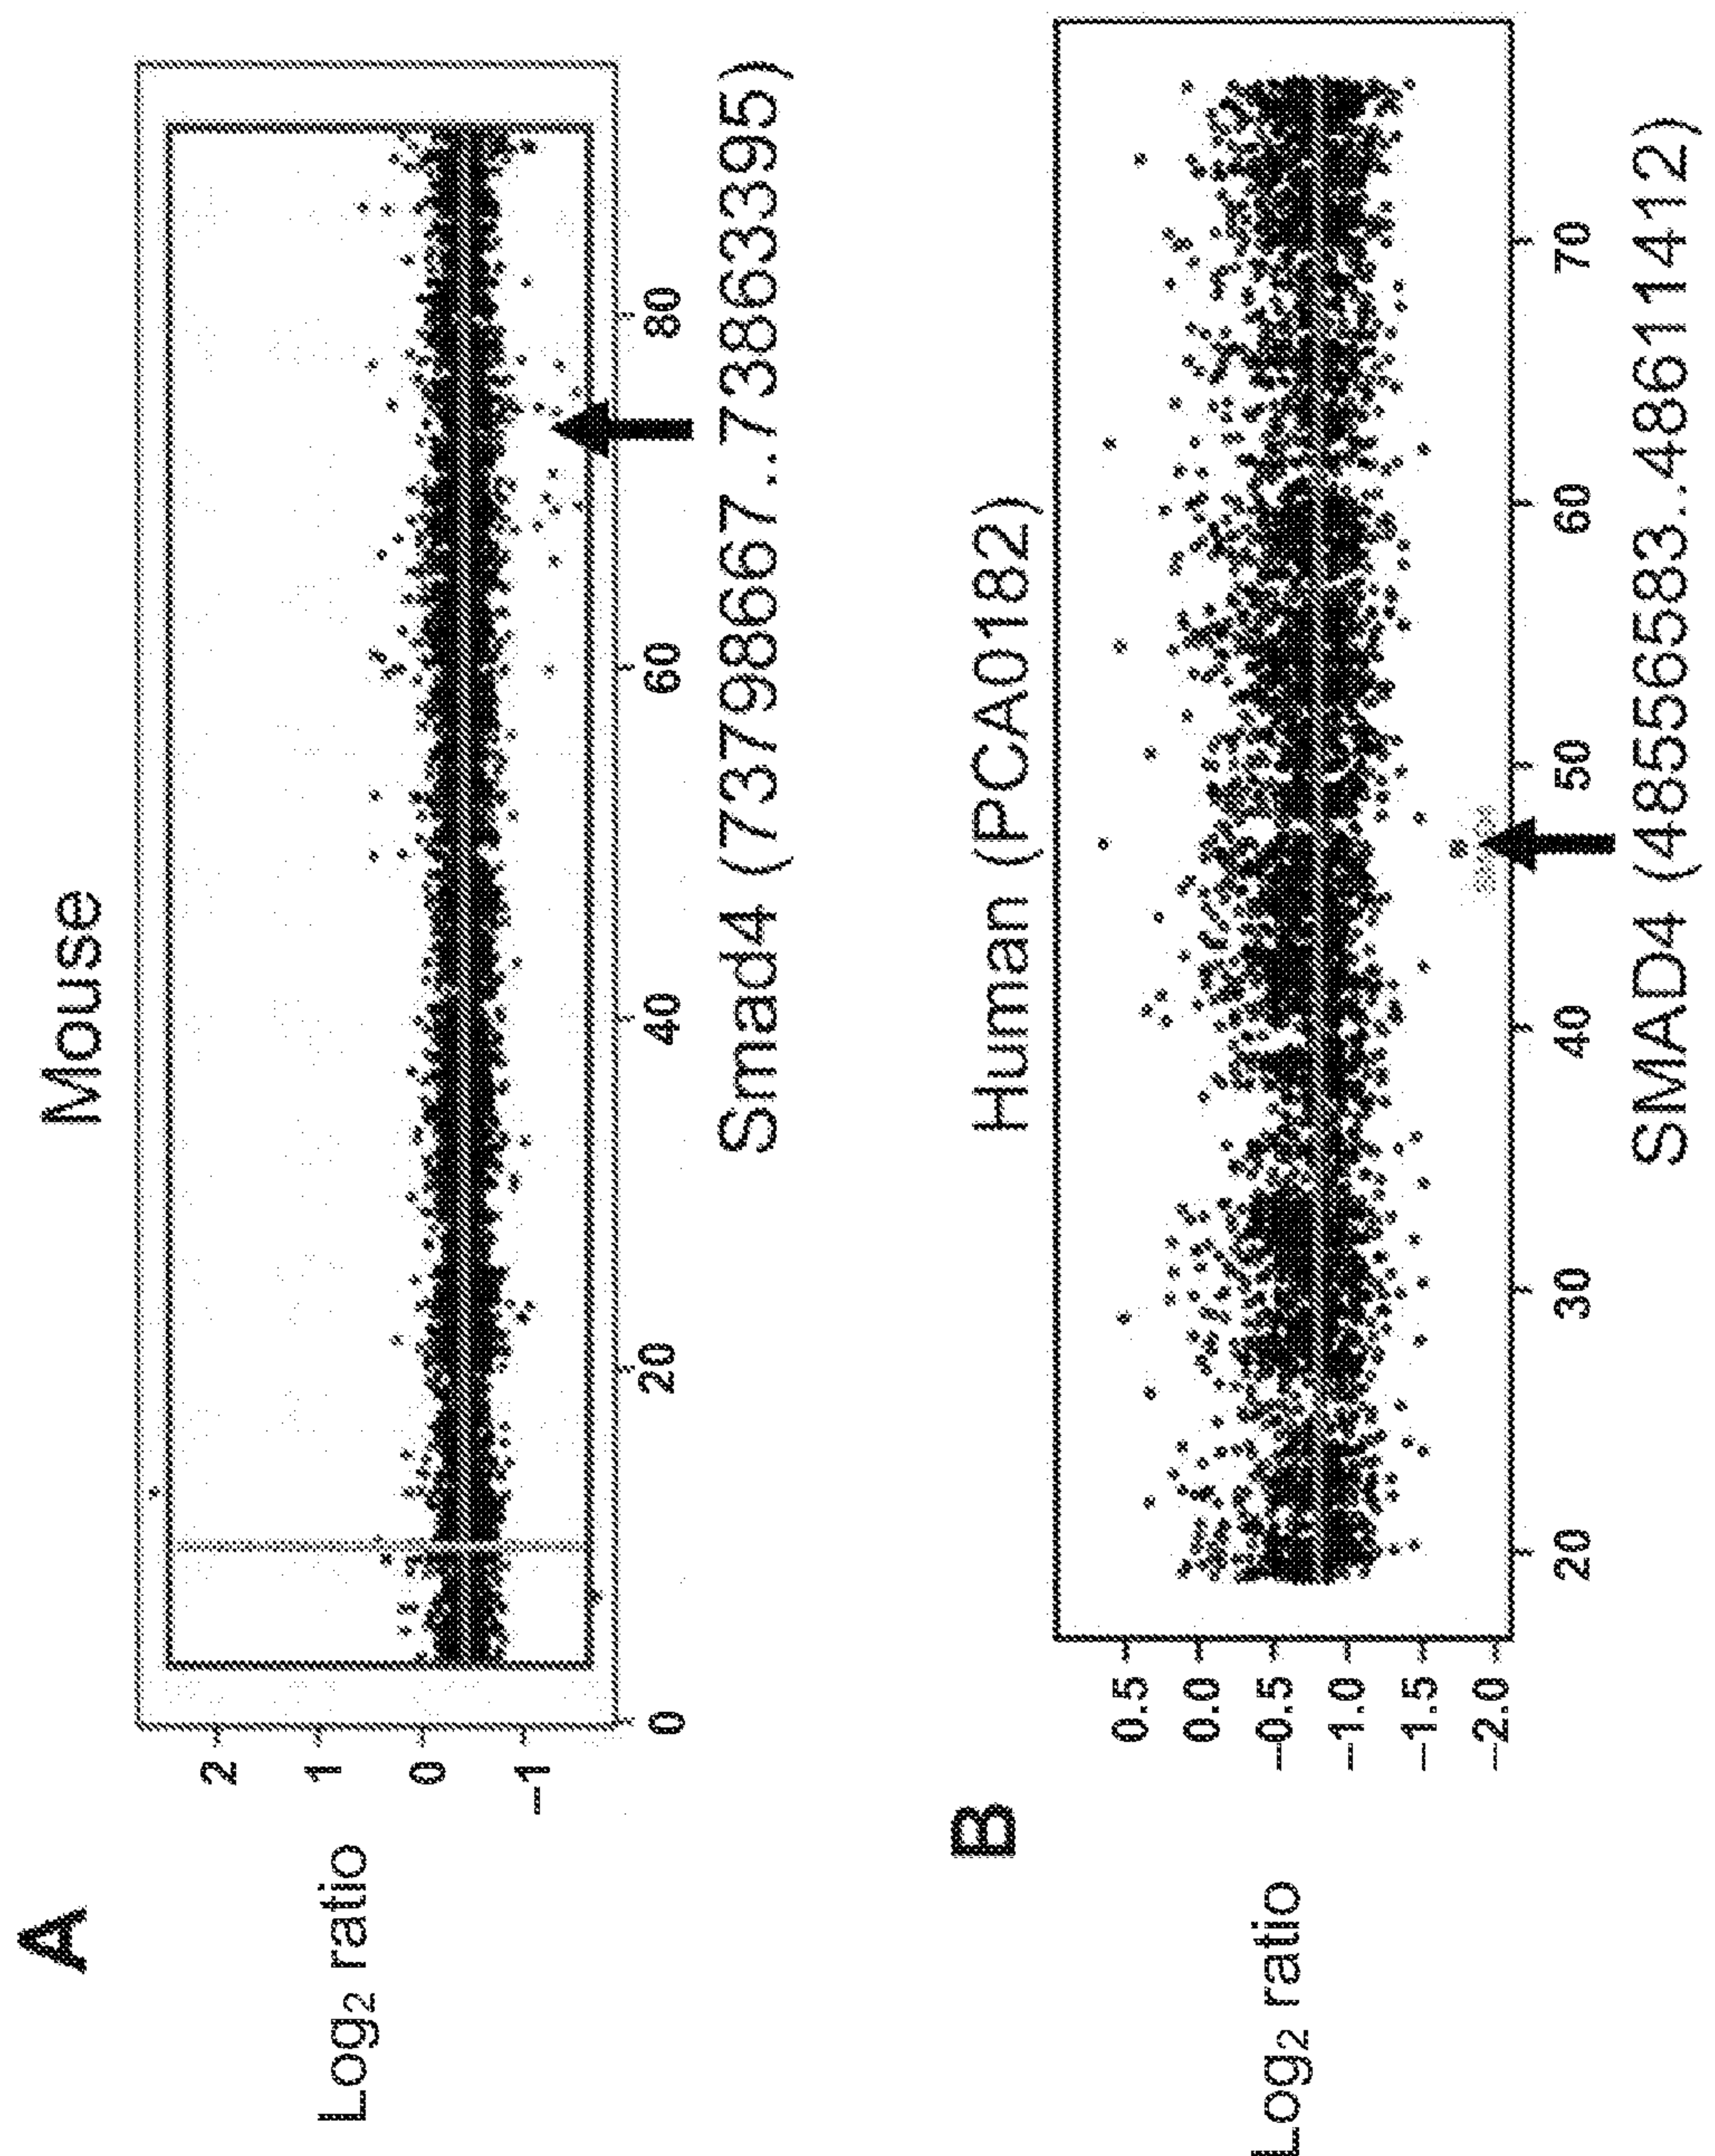 A
Mouse
Log₂ ratio
2
1
0
–1
0
20
40
60
80
Smad4 (73798667..73863395)
B
Human (PCA0182)
Log₂ ratio
0.5
0.0
–0.5
–1.0
–1.5
–2.0
20
30
40
50
60
70
SMAD4 (48556583..48611412)